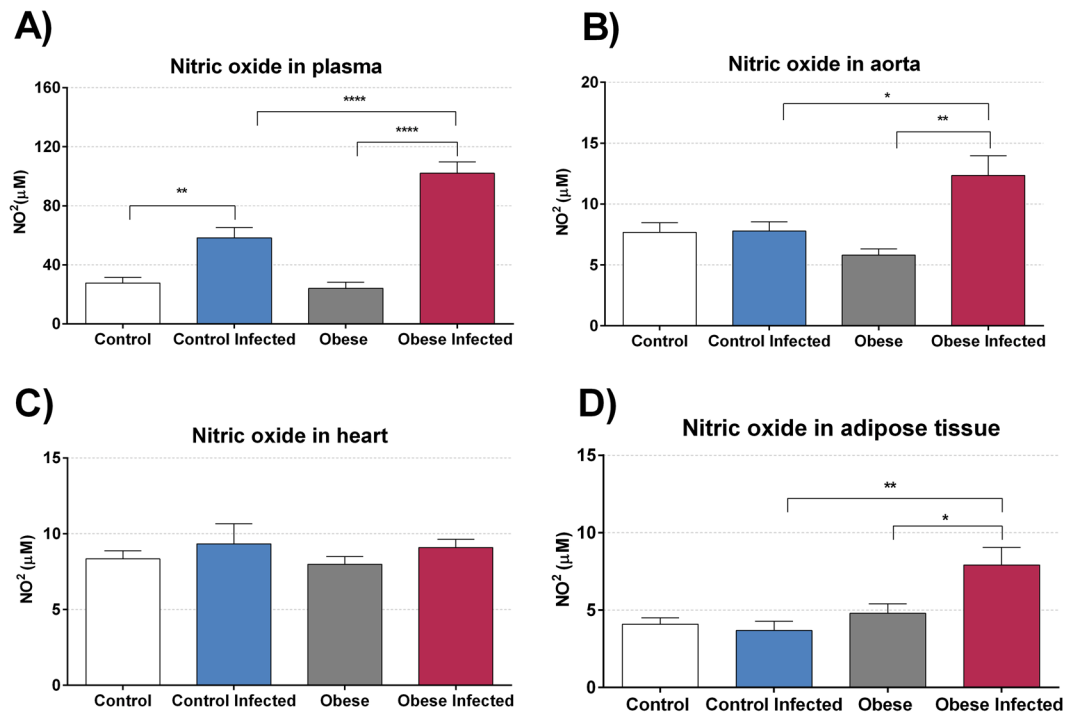 A)
Nitric oxide in plasma
NO²(μM)
160
120
80
40
0
**
****
****
Control
Control Infected
Obese
Obese Infected
B)
Nitric oxide in aorta
NO² (μM)
20
15
10
5
0
*
**
Control
Control Infected
Obese
Obese Infected
C)
Nitric oxide in heart
NO² (μM)
15
10
5
0
Control
Control Infected
Obese
Obese Infected
D)
Nitric oxide in adipose tissue
NO² (μM)
15
10
5
0
**
*
Control
Control Infected
Obese
Obese Infected